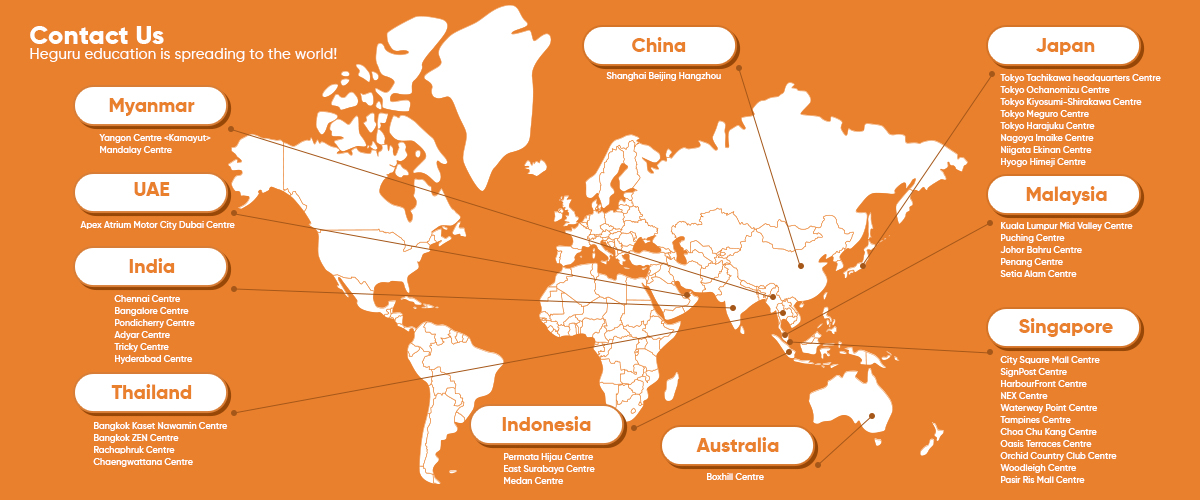 Contact Us
Heguru education is spreading to the world!
Myanmar
Yangon Centre <Kamayut>
Mandalay Centre
UAE
Apex Atrium Motor City Dubai Centre
India
Chennai Centre
Bangalore Centre
Pondicherry Centre
Adyar Centre
Tricky Centre
Hyderabad Centre
Thailand
Bangkok Kaset Nawamin Centre
Bangkok ZEN Centre
Rachaphruk Centre
Chaengwattana Centre
Indonesia
Permata Hijau Centre
East Surabaya Centre
Medan Centre
China
Shanghai Beijing Hangzhou
Australia
Boxhill Centre
Japan
Tokyo Tachikawa headquarters Centre
Tokyo Ochanomizu Centre
Tokyo Kiyosumi-Shirakawa Centre
Tokyo Meguro Centre
Tokyo Harajuku Centre
Nagoya Imaike Centre
Niigata Ekinan Centre
Hyogo Himeji Centre
Malaysia
Kuala Lumpur Mid Valley Centre
Puching Centre
Johor Bahru Centre
Penang Centre
Setia Alam Centre
Singapore
City Square Mall Centre
SignPost Centre
HarbourFront Centre
NEX Centre
Waterway Point Centre
Tampines Centre
Choa Chu Kang Centre
Oasis Terraces Centre
Orchid Country Club Centre
Woodleigh Centre
Pasir Ris Mall Centre